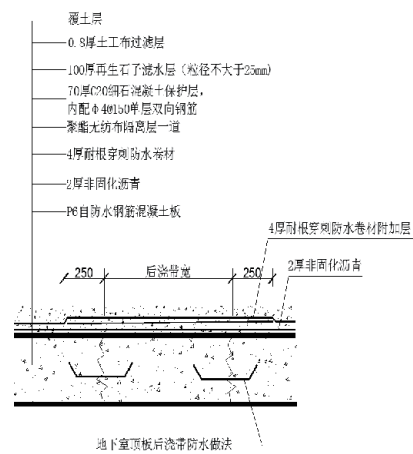 覆土层
0.8厚土工布过滤层
100厚再生石子滤水层（粒径不大于25mm）
70厚C20细石混凝土保护层，
内配Φ4@150单层双向钢筋
聚酯无纺布隔离层一道
4厚耐根穿刺防水卷材
2厚非固化沥青
P6自防水钢筋混凝土板
4厚耐根穿刺防水卷材附加层
250 后浇带宽 250
2厚非固化沥青
地下室顶板后浇带防水做法